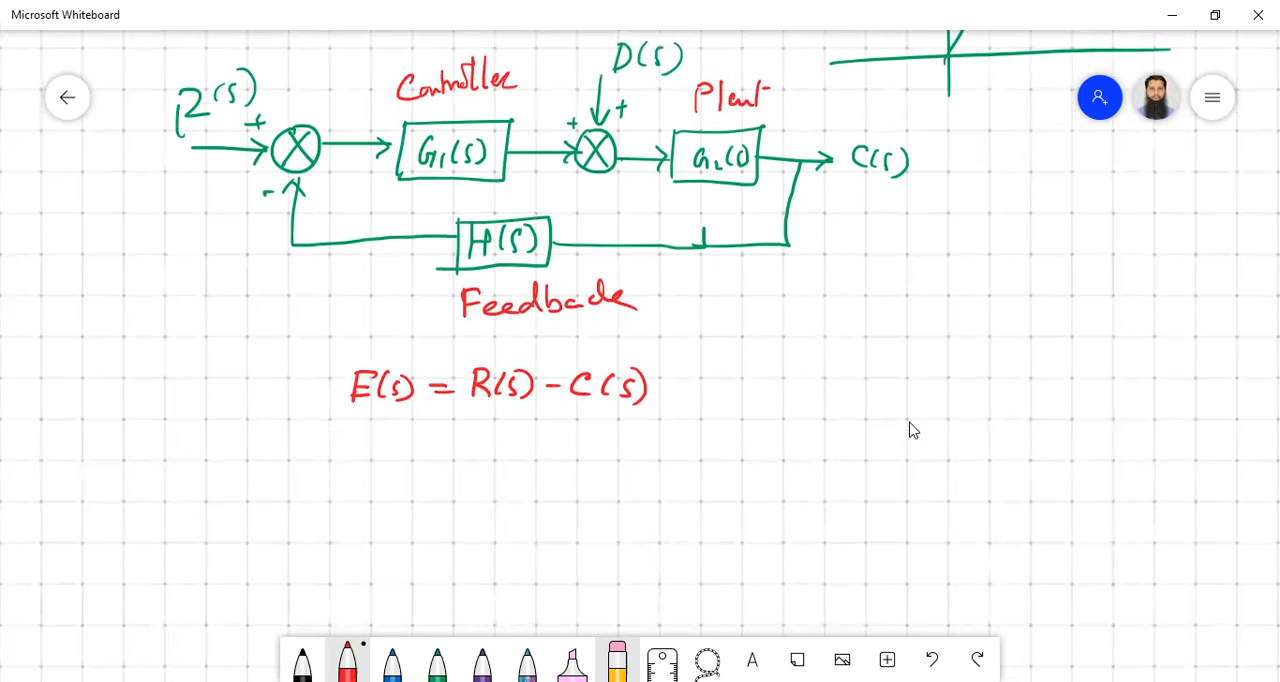 Microsoft Whiteboard
D(s)
Controller
Plant
R(s)
+
+
+
G1(s)
G2(s)
C(s)
-
H(s)
Feedback
E(s) = R(s) - C(s)
A